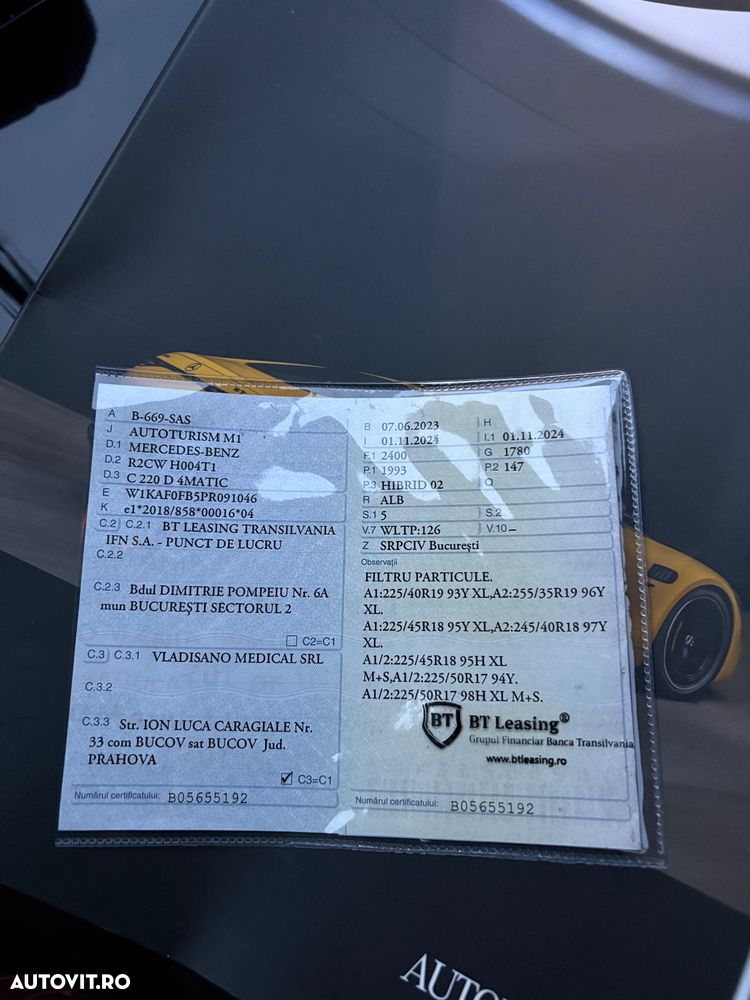 A B-669-SAS
J AUTOTURISM M1
D.1 MERCEDES-BENZ
D.2 R2CW H004T1
D.3 C 220 D 4MATIC
E W1KAF0FB5PR091046
K e1*2018/858*00016*04
C.2 C.2.1 BT LEASING TRANSILVANIA
IFN S.A. - PUNCT DE LUCRU
C.2.2
C.2.3 Bdul DIMITRIE POMPEIU Nr. 6A
mun BUCUREŞTI SECTORUL 2
C2=C1
C.3 C.3.1 VLADISANO MEDICAL SRL
C.3.2
C.3.3 Str. ION LUCA CARAGIALE Nr.
33 com BUCOV sat BUCOV Jud.
PRAHOVA
C3=C1
Numărul certificatului: B05655192
B 07.06.2023 H
I 01.11.2024 I.1 01.11.2024
F.1 2400 G 1780
P.1 1993 P.2 147
P.3 HIBRID 02 Q
R ALB
S.1 5 S.2
V.7 WLTP:126 V.10 –
Z SRPCIV Bucureşti
Observaţii
FILTRU PARTICULE.
A1:225/40R19 93Y XL,A2:255/35R19 96Y
XL.
A1:225/45R18 95Y XL,A2:245/40R18 97Y
XL.
A1/2:225/45R18 95H XL
M+S,A1/2:225/50R17 94Y.
A1/2:225/50R17 98H XL M+S.
BT BT Leasing®
Grupul Financiar Banca Transilvania
www.btleasing.ro
Numărul certificatului: B05655192
AUTO
AUTOVIT.RO